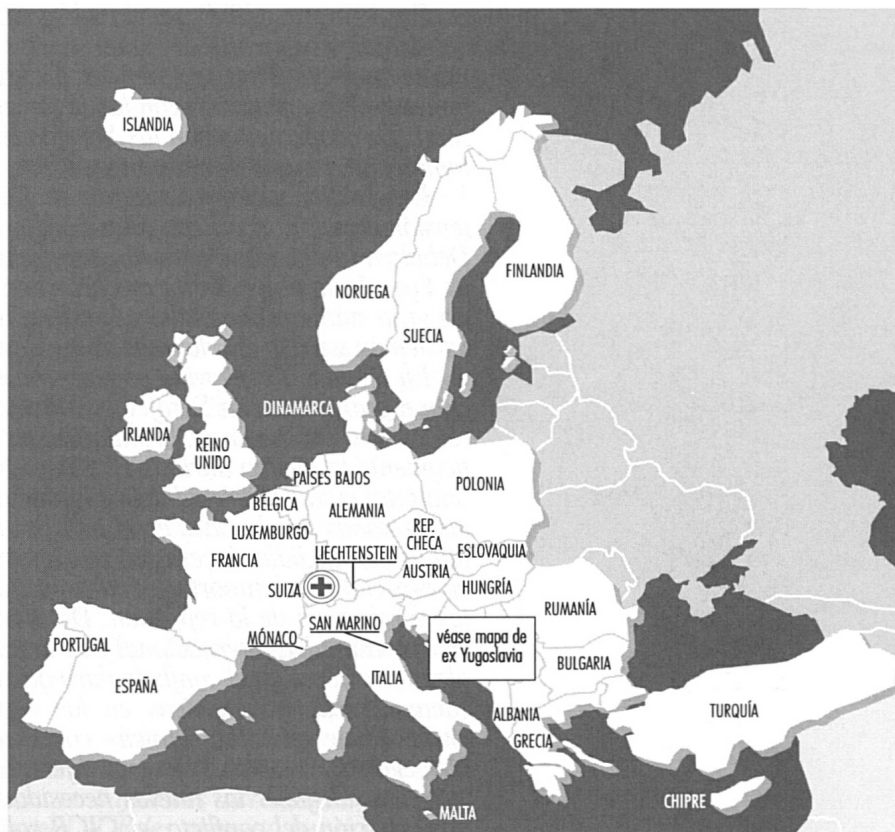 ISLANDIA
FINLANDIA
NORUEGA
SUECIA
DINAMARCA
IRLANDA
REINO
UNIDO
PAÍSES BAJOS
POLONIA
BÉLGICA
ALEMANIA
LUXEMBURGO
REP.
CHECA
FRANCIA
LIECHTENSTEIN
ESLOVAQUIA
AUSTRIA
SUIZA
HUNGRÍA
RUMANÍA
SAN MARINO
MÓNACO
véase mapa de
ex Yugoslavia
PORTUGAL
ESPAÑA
ITALIA
BULGARIA
ALBANIA
GRECIA
TURQUÍA
MALTA
CHIPRE